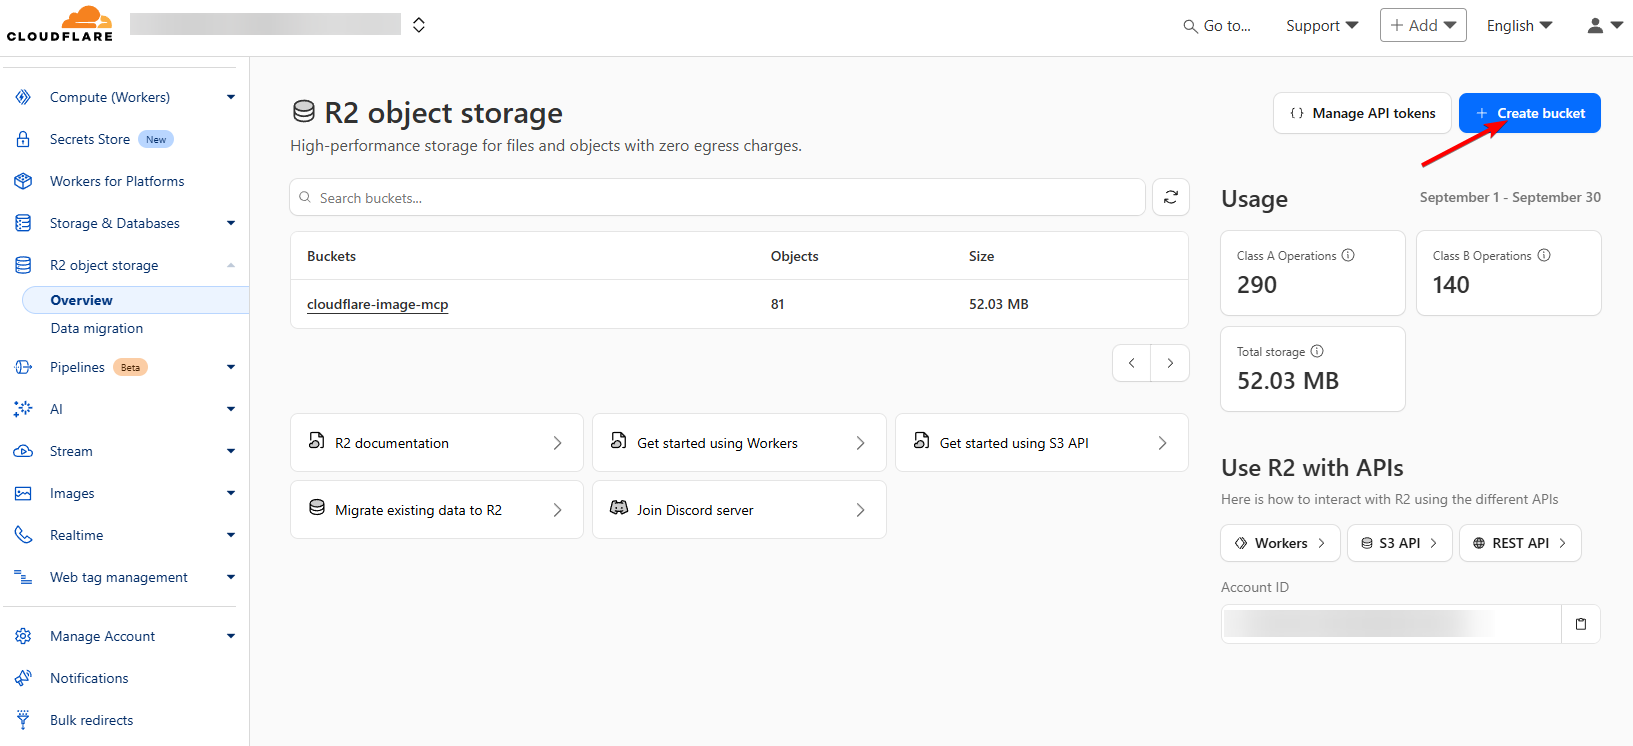 CLOUDFLARE
Go to...
Support
+ Add
English
Compute (Workers)
Secrets Store New
Workers for Platforms
Storage & Databases
R2 object storage
Overview
Data migration
Pipelines Beta
AI
Stream
Images
Realtime
Web tag management
Manage Account
Notifications
Bulk redirects
R2 object storage
High-performance storage for files and objects with zero egress charges.
{ } Manage API tokens
+ Create bucket
Search buckets...
Buckets Objects Size
cloudflare-image-mcp 81 52.03 MB
R2 documentation
Get started using Workers
Get started using S3 API
Migrate existing data to R2
Join Discord server
Usage
September 1 - September 30
Class A Operations
290
Class B Operations
140
Total storage
52.03 MB
Use R2 with APIs
Here is how to interact with R2 using the different APIs
Workers
S3 API
REST API
Account ID